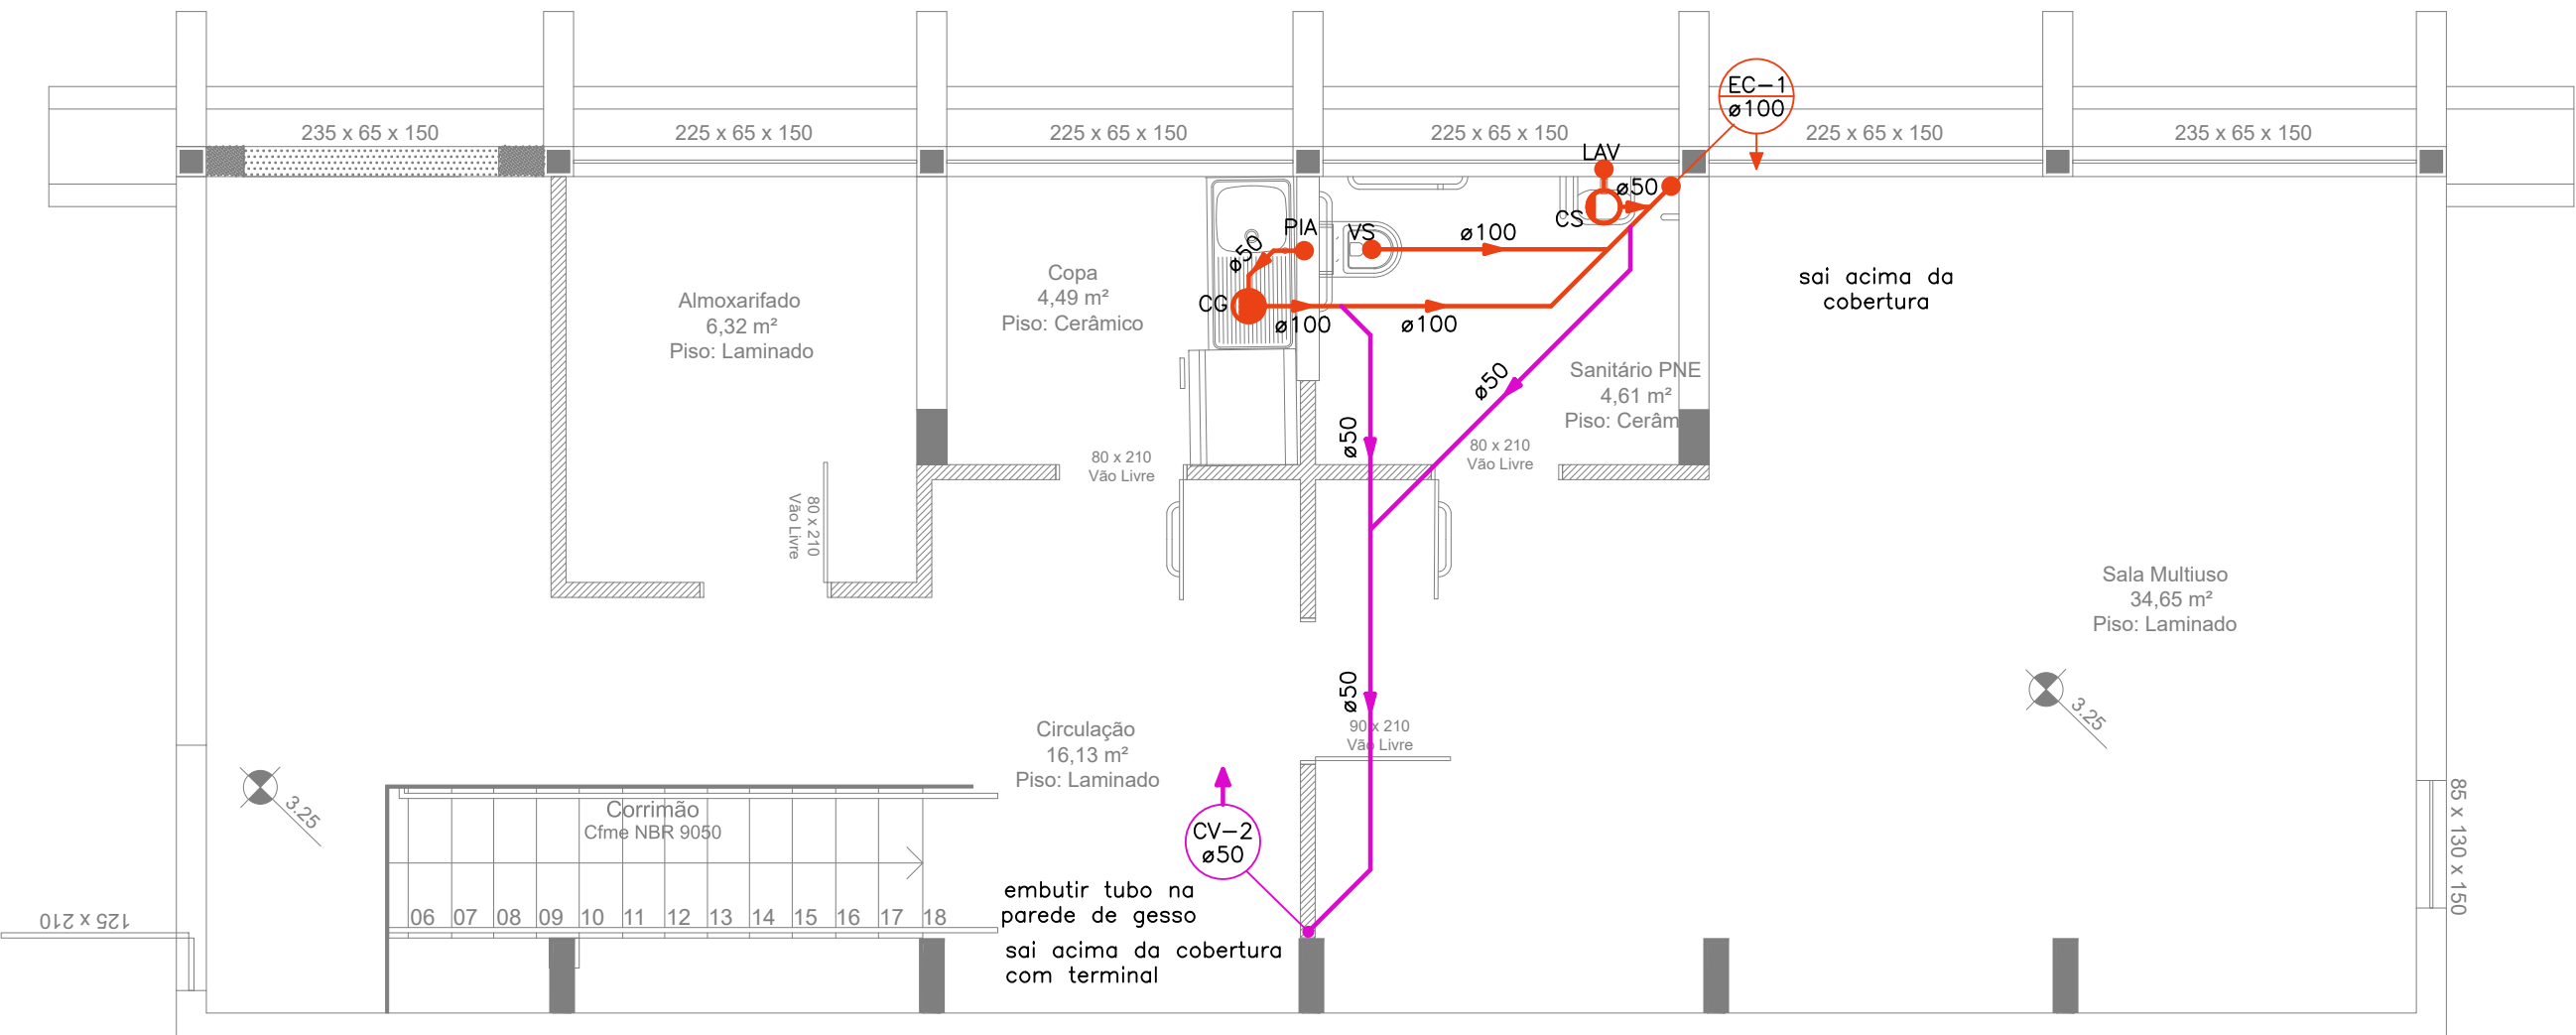 EC-1
ø100
235 x 65 x 150
225 x 65 x 150
225 x 65 x 150
225 x 65 x 150
225 x 65 x 150
235 x 65 x 150
LAV
ø50
CS
PIA
VS
ø100
ø50
CG
ø100
ø100
Copa
4,49 m²
Piso: Cerâmico
Almoxarifado
6,32 m²
Piso: Laminado
sai acima da
cobertura
Sanitário PNE
4,61 m²
Piso: Cerâm
ø50
ø50
80 x 210
Vão Livre
80 x 210
Vão Livre
80 x 210
Vão Livre
Sala Multiuso
34,65 m²
Piso: Laminado
3.25
ø50
90 x 210
Vão Livre
Circulação
16,13 m²
Piso: Laminado
3.25
Corrimão
Cfme NBR 9050
CV-2
ø50
85 x 130 x 150
125 x 210
06 07 08 09 10 11 12 13 14 15 16 17 18
embutir tubo na
parede de gesso
sai acima da cobertura
com terminal